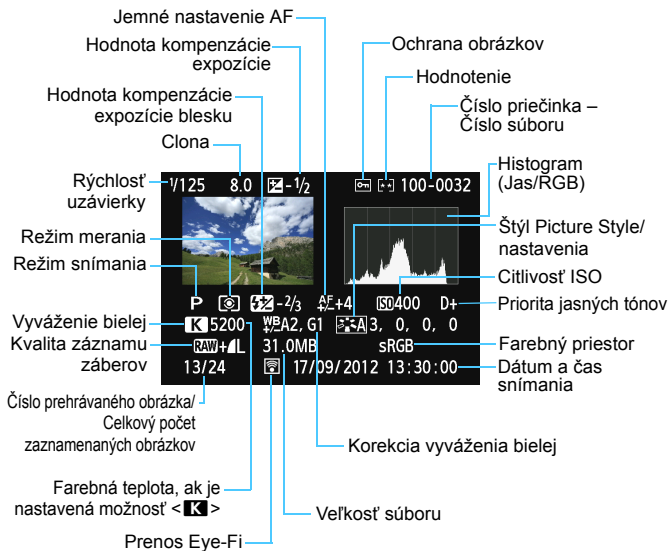 Jemné nastavenie AF
Hodnota kompenzácie
expozície
Hodnota kompenzácie
expozície blesku
Clona
Rýchlosť
uzávierky
Režim merania
Režim snímania
Vyváženie bielej
Kvalita záznamu
záberov
Číslo prehrávaného obrázka/
Celkový počet
zaznamenaných obrázkov
Farebná teplota, ak je
nastavená možnosť <K>
Prenos Eye-Fi
Ochrana obrázkov
Hodnotenie
Číslo priečinka –
Číslo súboru
Histogram
(Jas/RGB)
Štýl Picture Style/
nastavenia
Citlivosť ISO
Priorita jasných tónov
Farebný priestor
Dátum a čas
snímania
Korekcia vyváženia bielej
Veľkosť súboru
1/125 8.0 -1/2 100-0032
P -2/3 AF+4 ISO 400 D+
K 5200 WB A2, G1 A 3, 0, 0, 0
RAW+L 31.0MB sRGB
13/24 17/09/2012 13:30:00